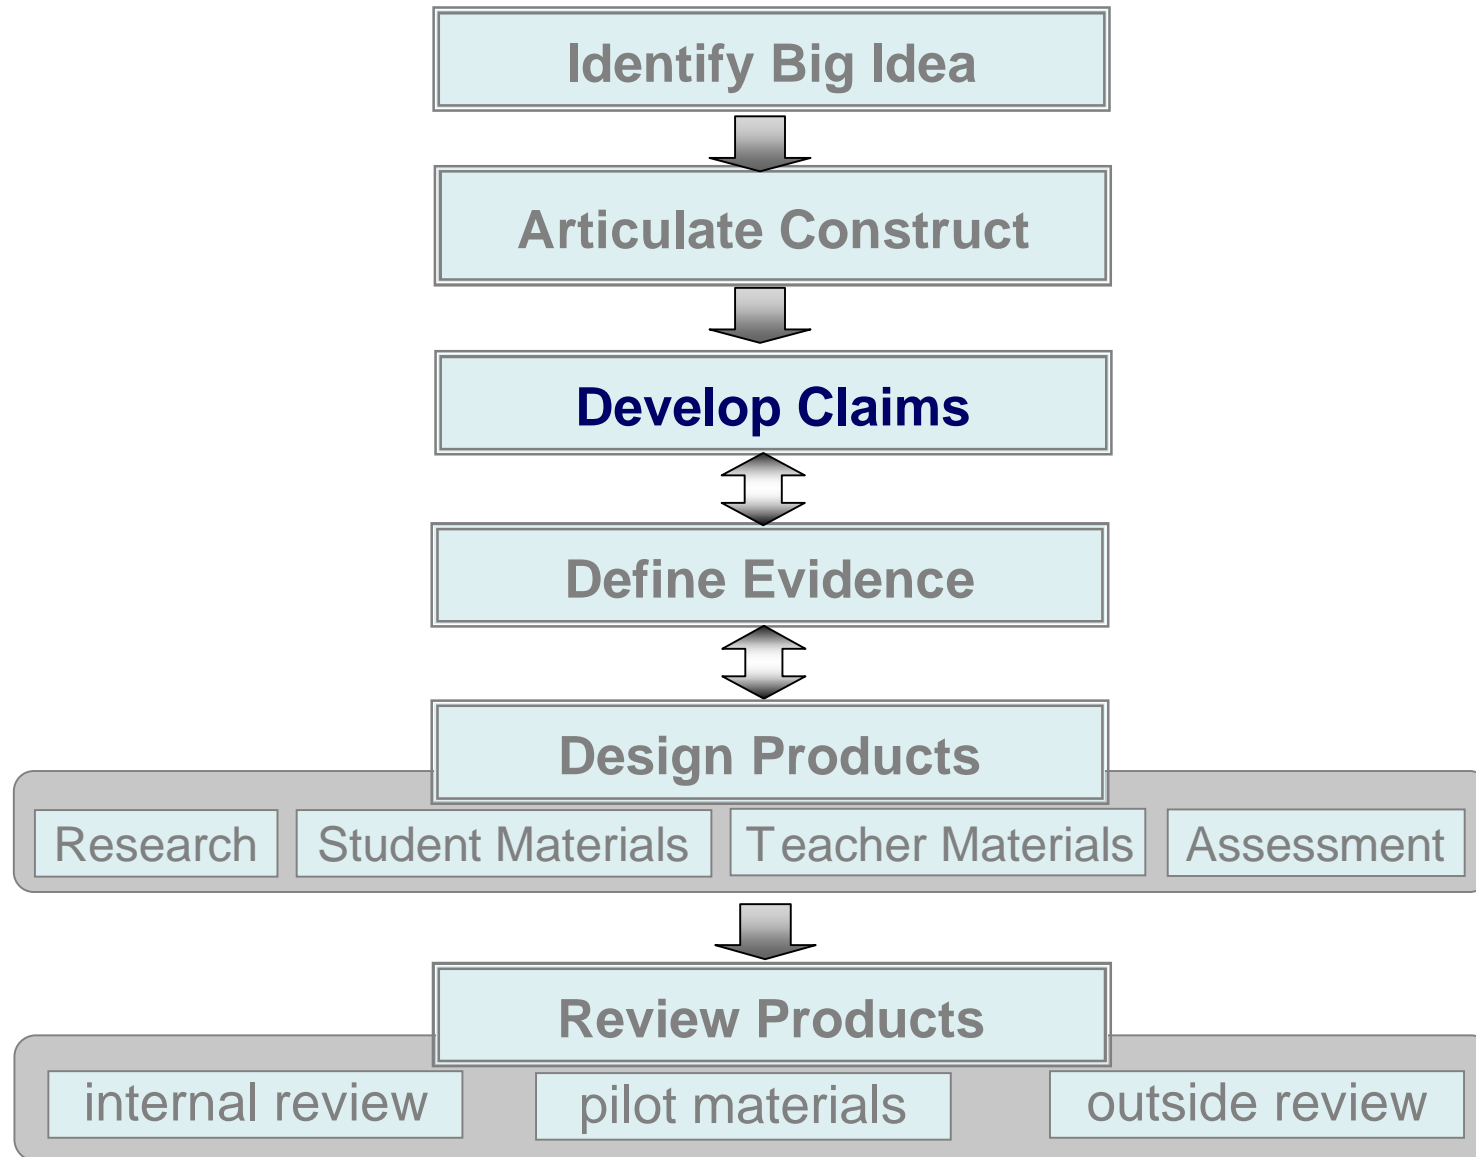 Identify Big Idea
Articulate Construct
Develop Claims
Define Evidence
Design Products
Research
Student Materials
Teacher Materials
Assessment
Review Products
internal review
pilot materials
outside review